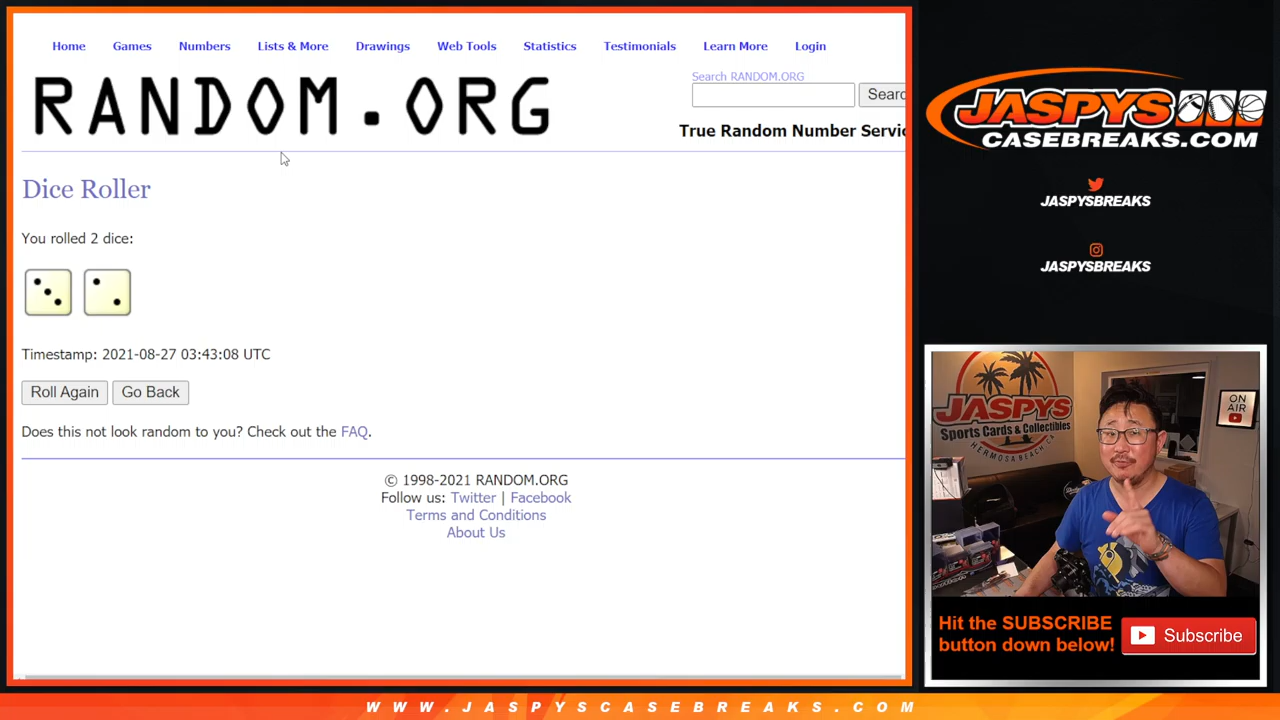 Home Games Numbers Lists & More Drawings Web Tools Statistics Testimonials Learn More Login
RANDOM.ORG
Search RANDOM.ORG
Searc
True Random Number Servic
Dice Roller
You rolled 2 dice:
Timestamp: 2021-08-27 03:43:08 UTC
Roll Again Go Back
Does this not look random to you? Check out the FAQ.
© 1998-2021 RANDOM.ORG
Follow us: Twitter | Facebook
Terms and Conditions
About Us
JASPYS
CASEBREAKS.COM
JASPYSBREAKS
JASPYSBREAKS
JASPYS
Sports Cards & Collectibles
HERMOSA BEACH CA
ON
AIR
Hit the SUBSCRIBE
button down below!
Subscribe
WWW.JASPYSCASEBREAKS.COM